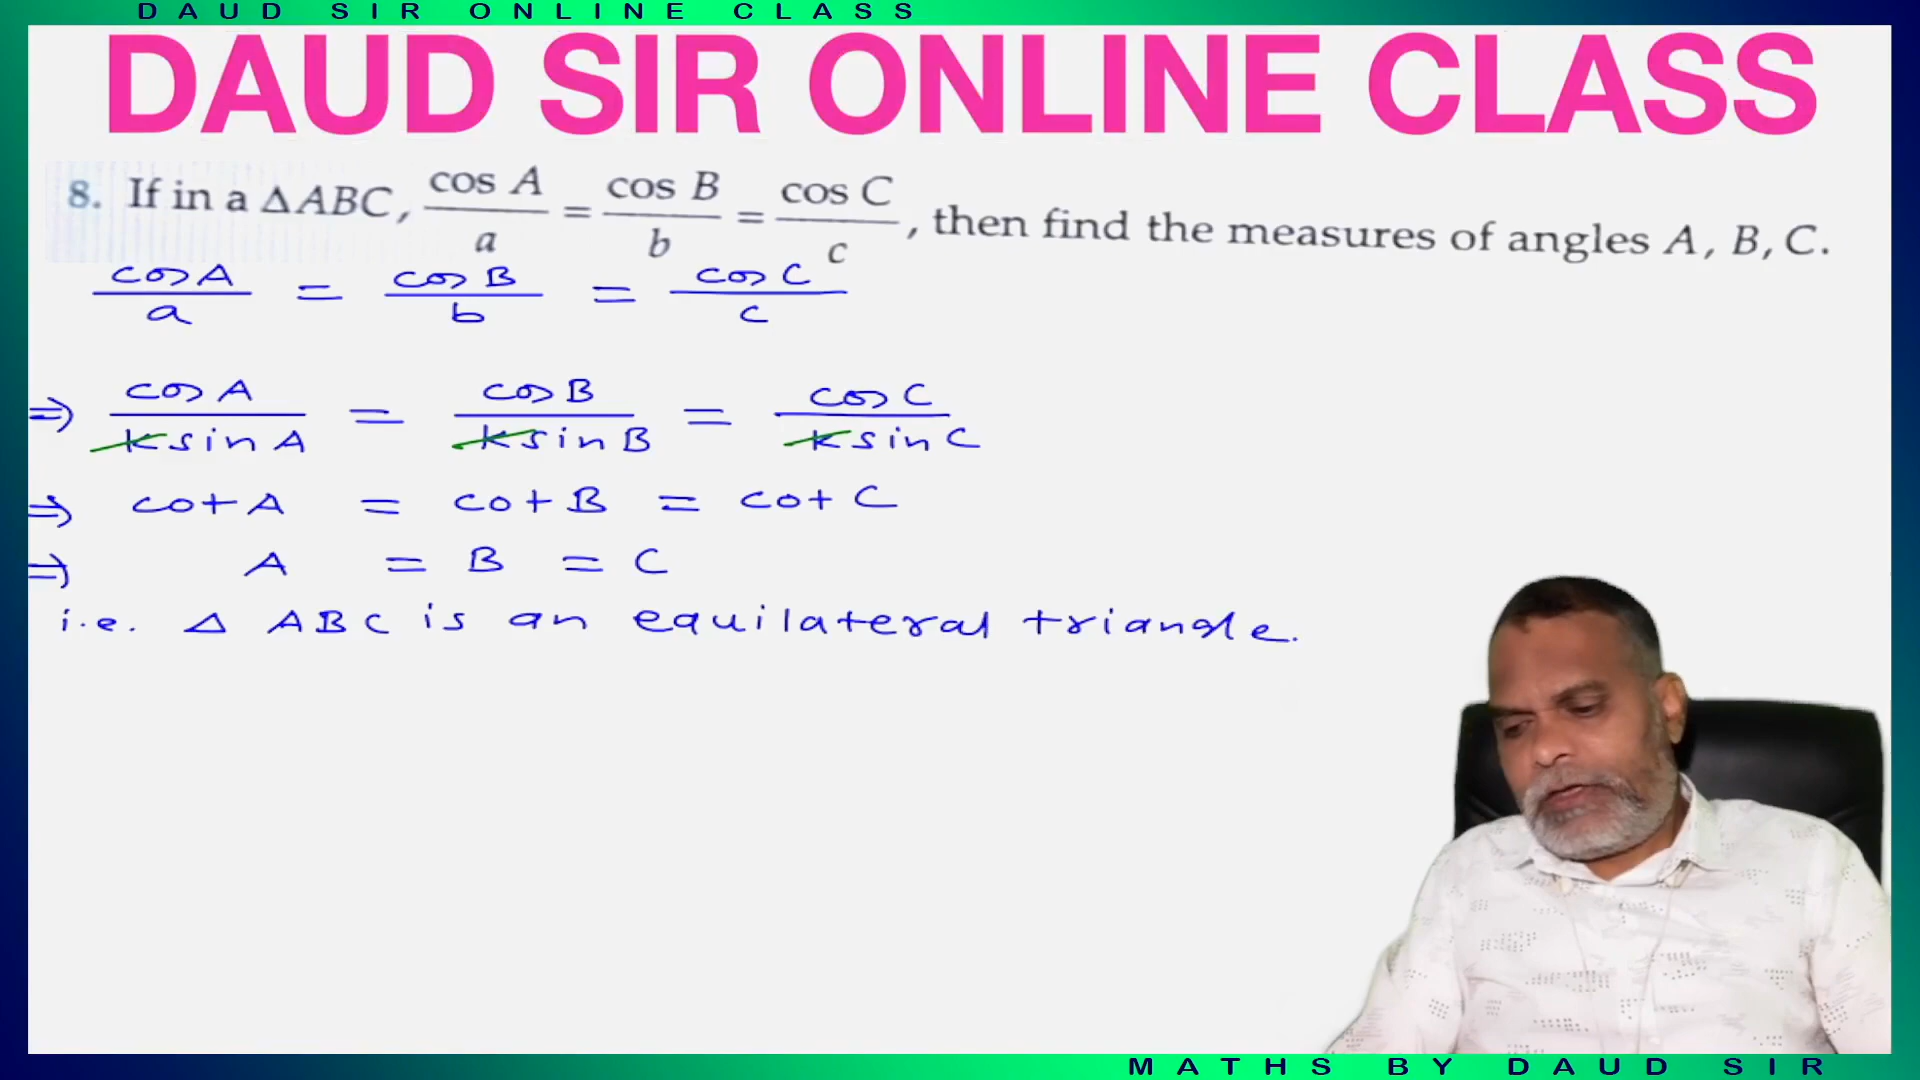 DAUD SIR ONLINE CLASS
DAUD SIR ONLINE CLASS
8. If in a ΔABC, cos A/a = cos B/b = cos C/c, then find the measures of angles A, B, C.
cos A/a = cos B/b = cos C/c
⇒ cos A/k sin A = cos B/k sin B = cos C/k sin C
⇒ cot A = cot B = cot C
⇒ A = B = C
i.e. Δ ABC is an equilateral triangle.
MATHS BY DAUD SIR